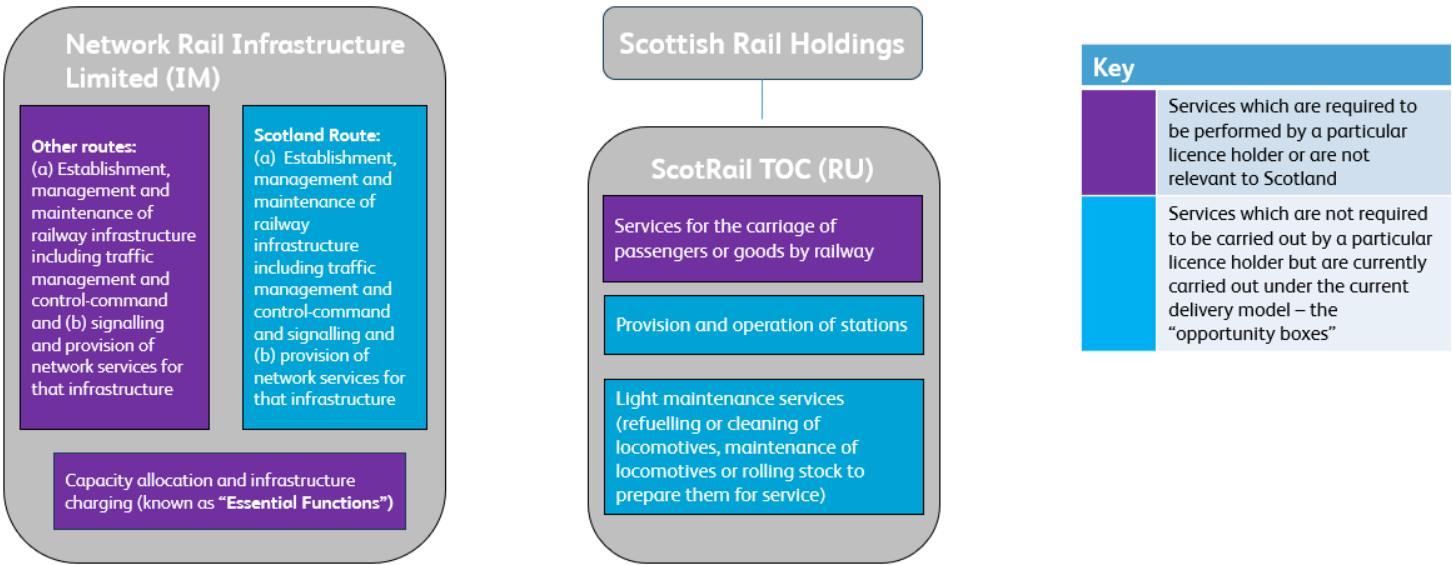 Network Rail Infrastructure
Limited (IM)
Other routes:
(a) Establishment,
management and
maintenance of
railway infrastructure
including traffic
management and
control-command
and (b) signalling
and provision of
network services for
that infrastructure
Scotland Route:
(a) Establishment,
management and
maintenance of
railway
infrastructure
including traffic
management and
control-command
and signalling and
(b) provision of
network services for
that infrastructure
Capacity allocation and infrastructure
charging (known as “Essential Functions”)
Scottish Rail Holdings
ScotRail TOC (RU)
Services for the carriage of
passengers or goods by railway
Provision and operation of stations
Light maintenance services
(refuelling or cleaning of
locomotives, maintenance of
locomotives or rolling stock to
prepare them for service)
Key
Services which are required to
be performed by a particular
licence holder or are not
relevant to Scotland
Services which are not required
to be carried out by a particular
licence holder but are currently
carried out under the current
delivery model – the
“opportunity boxes”